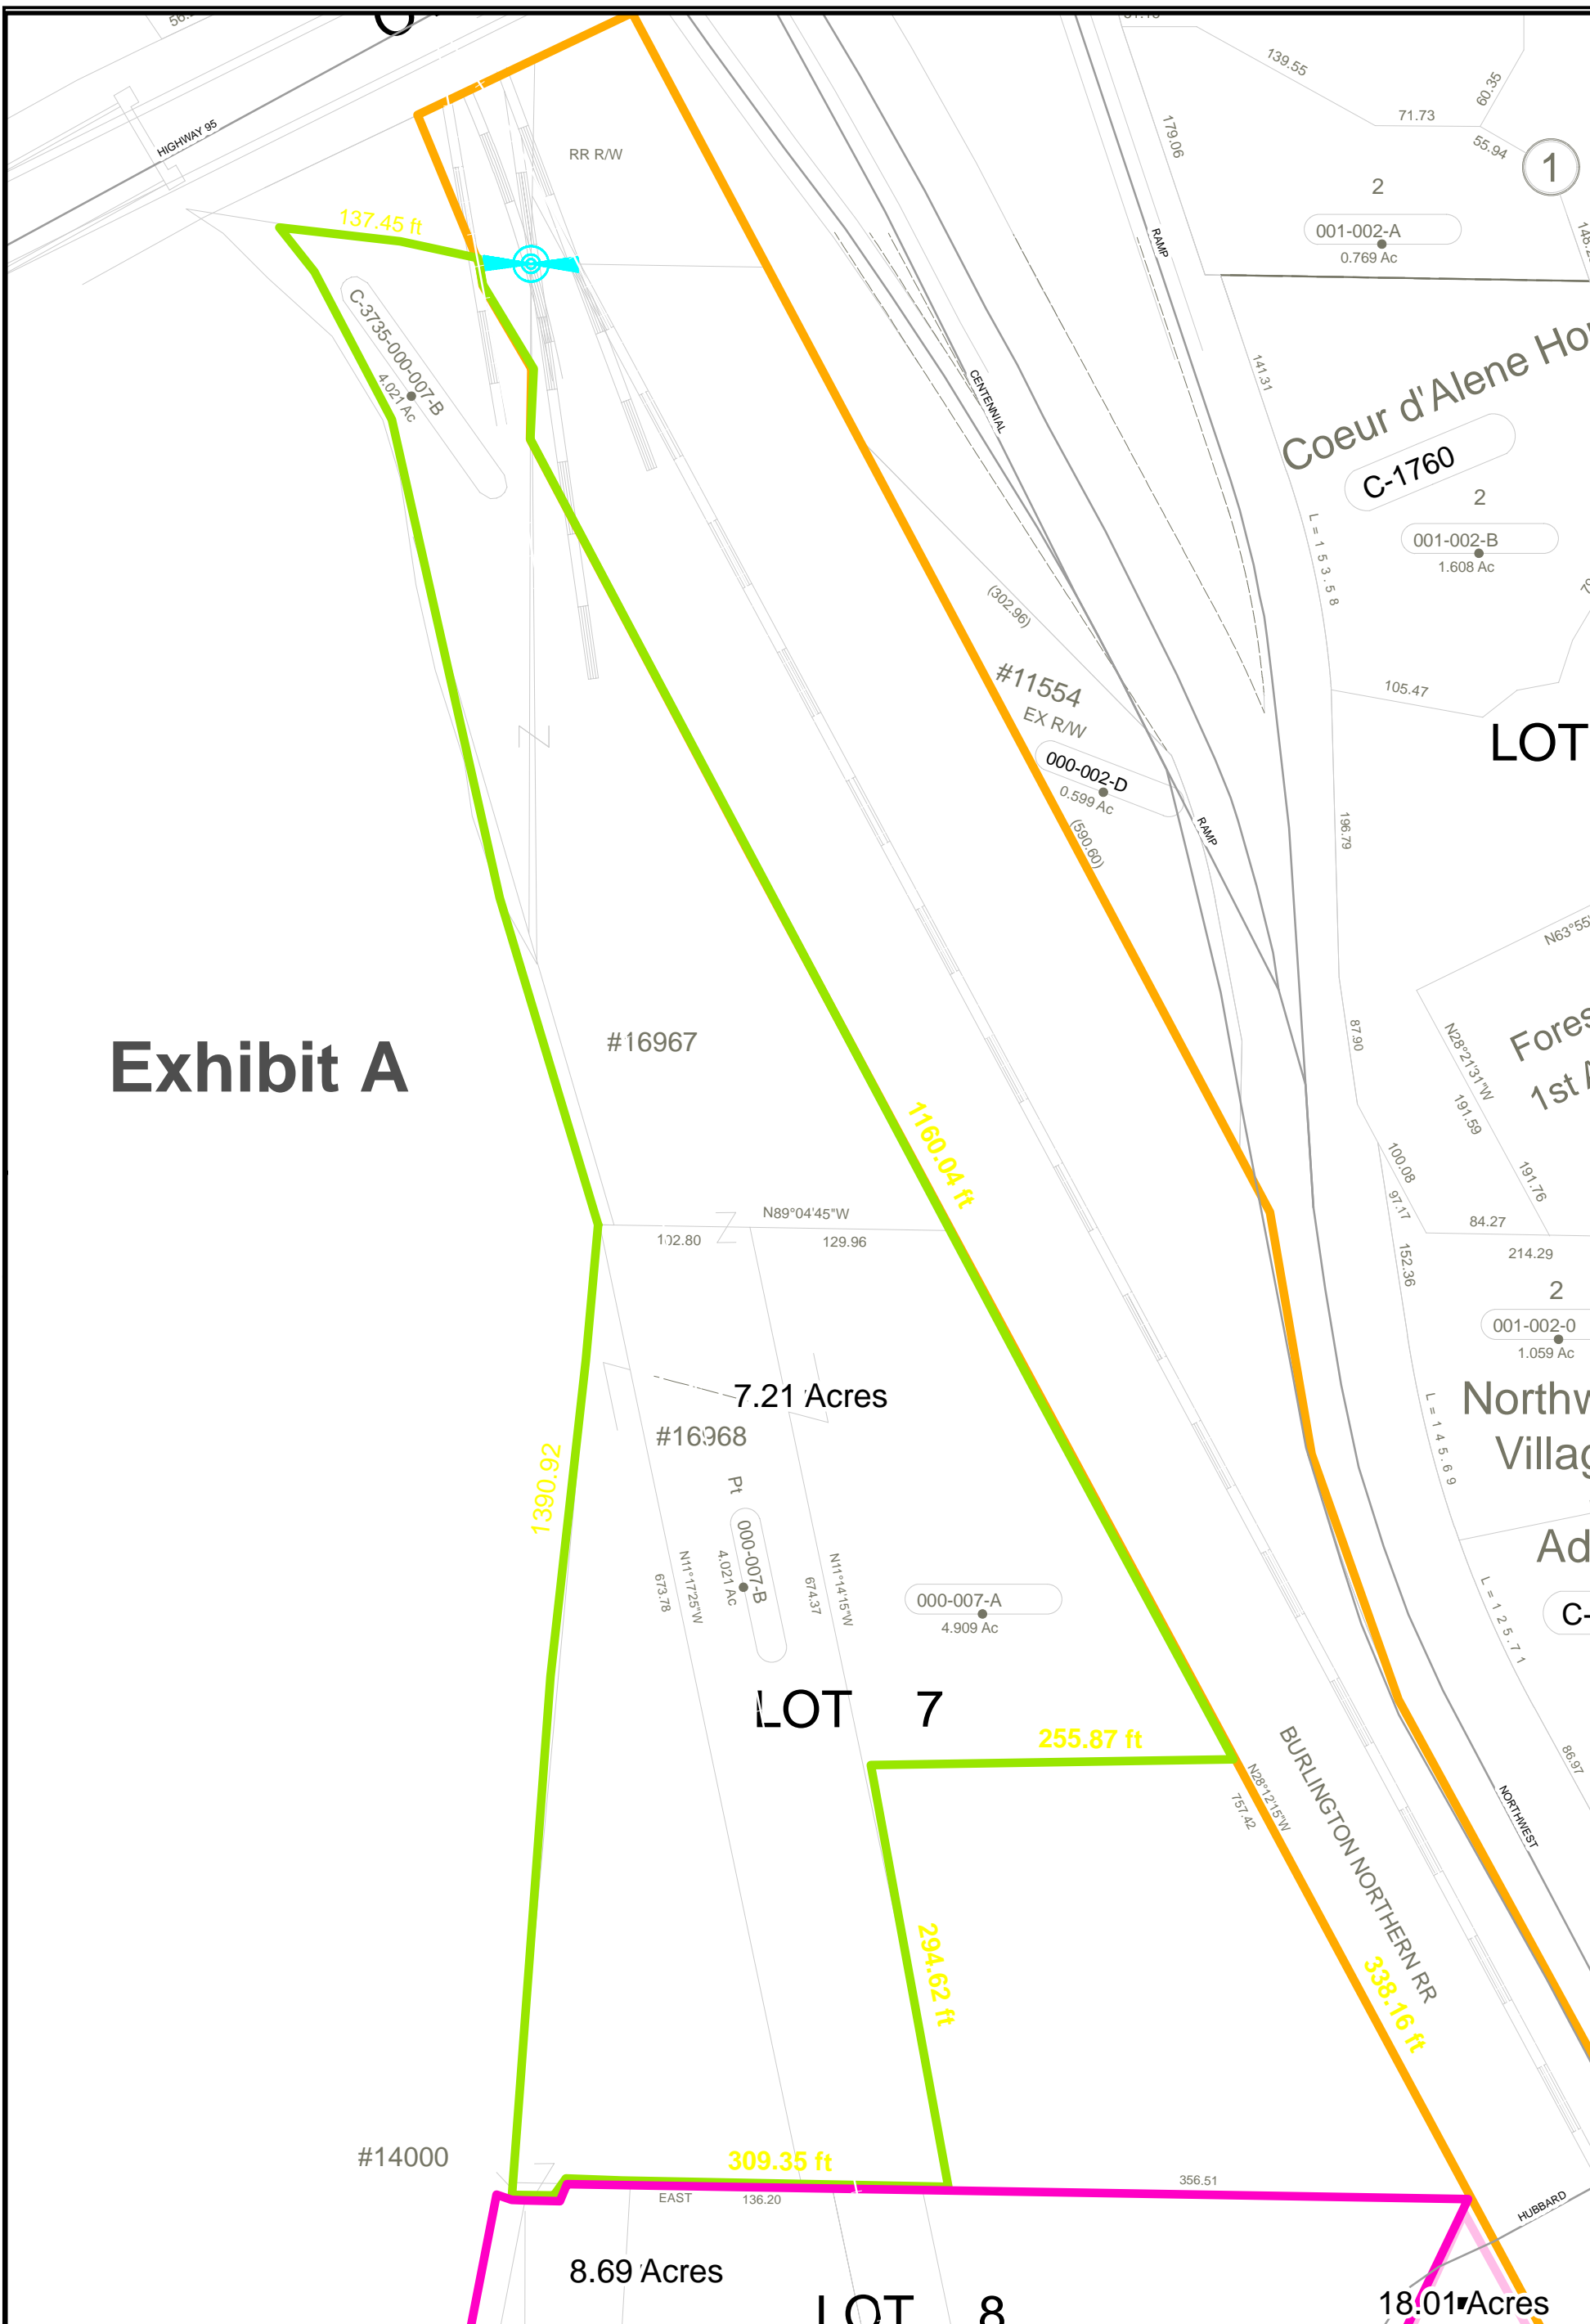 HIGHWAY 95
RR R/W
137.45 ft
139.55
71.73
60.35
55.94
1
179.06
2
001-002-A
0.769 Ac
RAMP
C-3735-000-007-B
4.021 Ac
CENTENNIAL
141.31
Coeur d'Alene
C-1760
2
001-002-B
1.608 Ac
L = 1 5 3 . 5 8
(302.96)
#11554
EX R/W
000-002-D
0.599 Ac
(590.60)
105.47
LOT
RAMP
196.79
N63°55
Exhibit A
#16967
87.90
N28°21'31"W
191.59
1st
1160.04 ft
100.08
97.17
191.76
N89°04'45"W
102.80
129.96
84.27
214.29
152.36
2
001-002-0
1.059 Ac
7.21 Acres
#16968
Pt
1390.92
L = 1 4 5 . 6 9
000-007-B
4.021 Ac
N11°17'25"W
673.78
N11°14'15"W
674.37
000-007-A
4.909 Ac
L = 1 2 5 . 7 1
C-
LOT 7
255.87 ft
N28°12'15"W
757.42
BURLINGTON NORTHERN RR
86.97
NORTHWEST
294.62 ft
338.16 ft
#14000
309.35 ft
EAST
136.20
356.51
HUBBARD
8.69 Acres
LOT 8
18.01 Acres